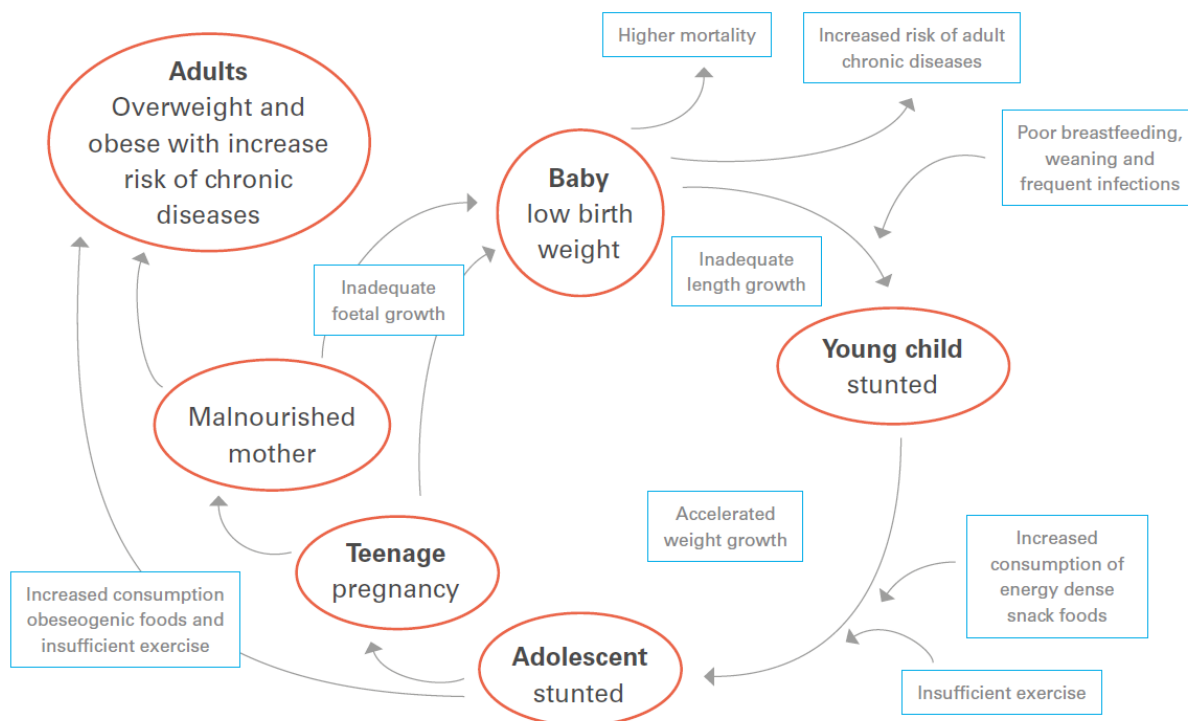 Higher mortality
Increased risk of adult
chronic diseases
Adults
Overweight and
obese with increase
risk of chronic
diseases
Poor breastfeeding,
weaning and
frequent infections
Baby
low birth
weight
Inadequate
foetal growth
Inadequate
length growth
Young child
stunted
Malnourished
mother
Accelerated
weight growth
Increased
consumption of
energy dense
snack foods
Teenage
pregnancy
Increased consumption
obeseogenic foods and
insufficient exercise
Adolescent
stunted
Insufficient exercise